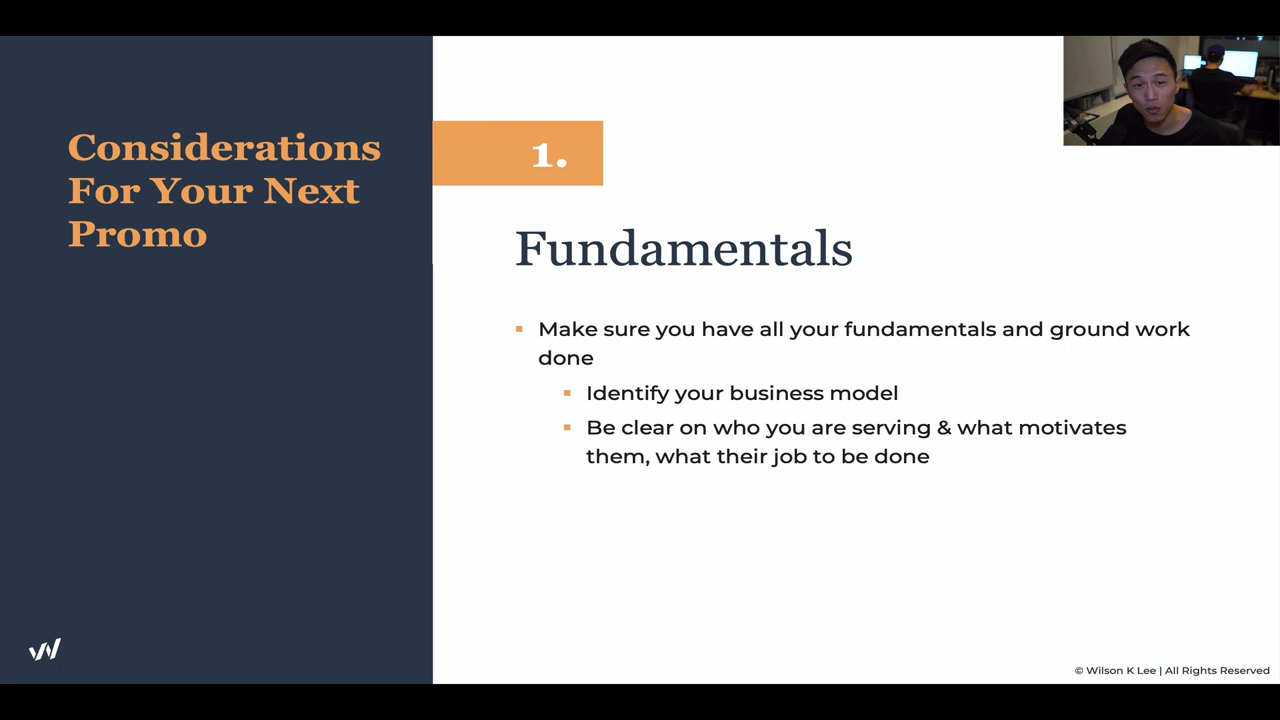 Considerations
For Your Next
Promo
1.
Fundamentals
Make sure you have all your fundamentals and ground work
done
Identify your business model
Be clear on who you are serving & what motivates
them, what their job to be done
© Wilson K Lee | All Rights Reserved